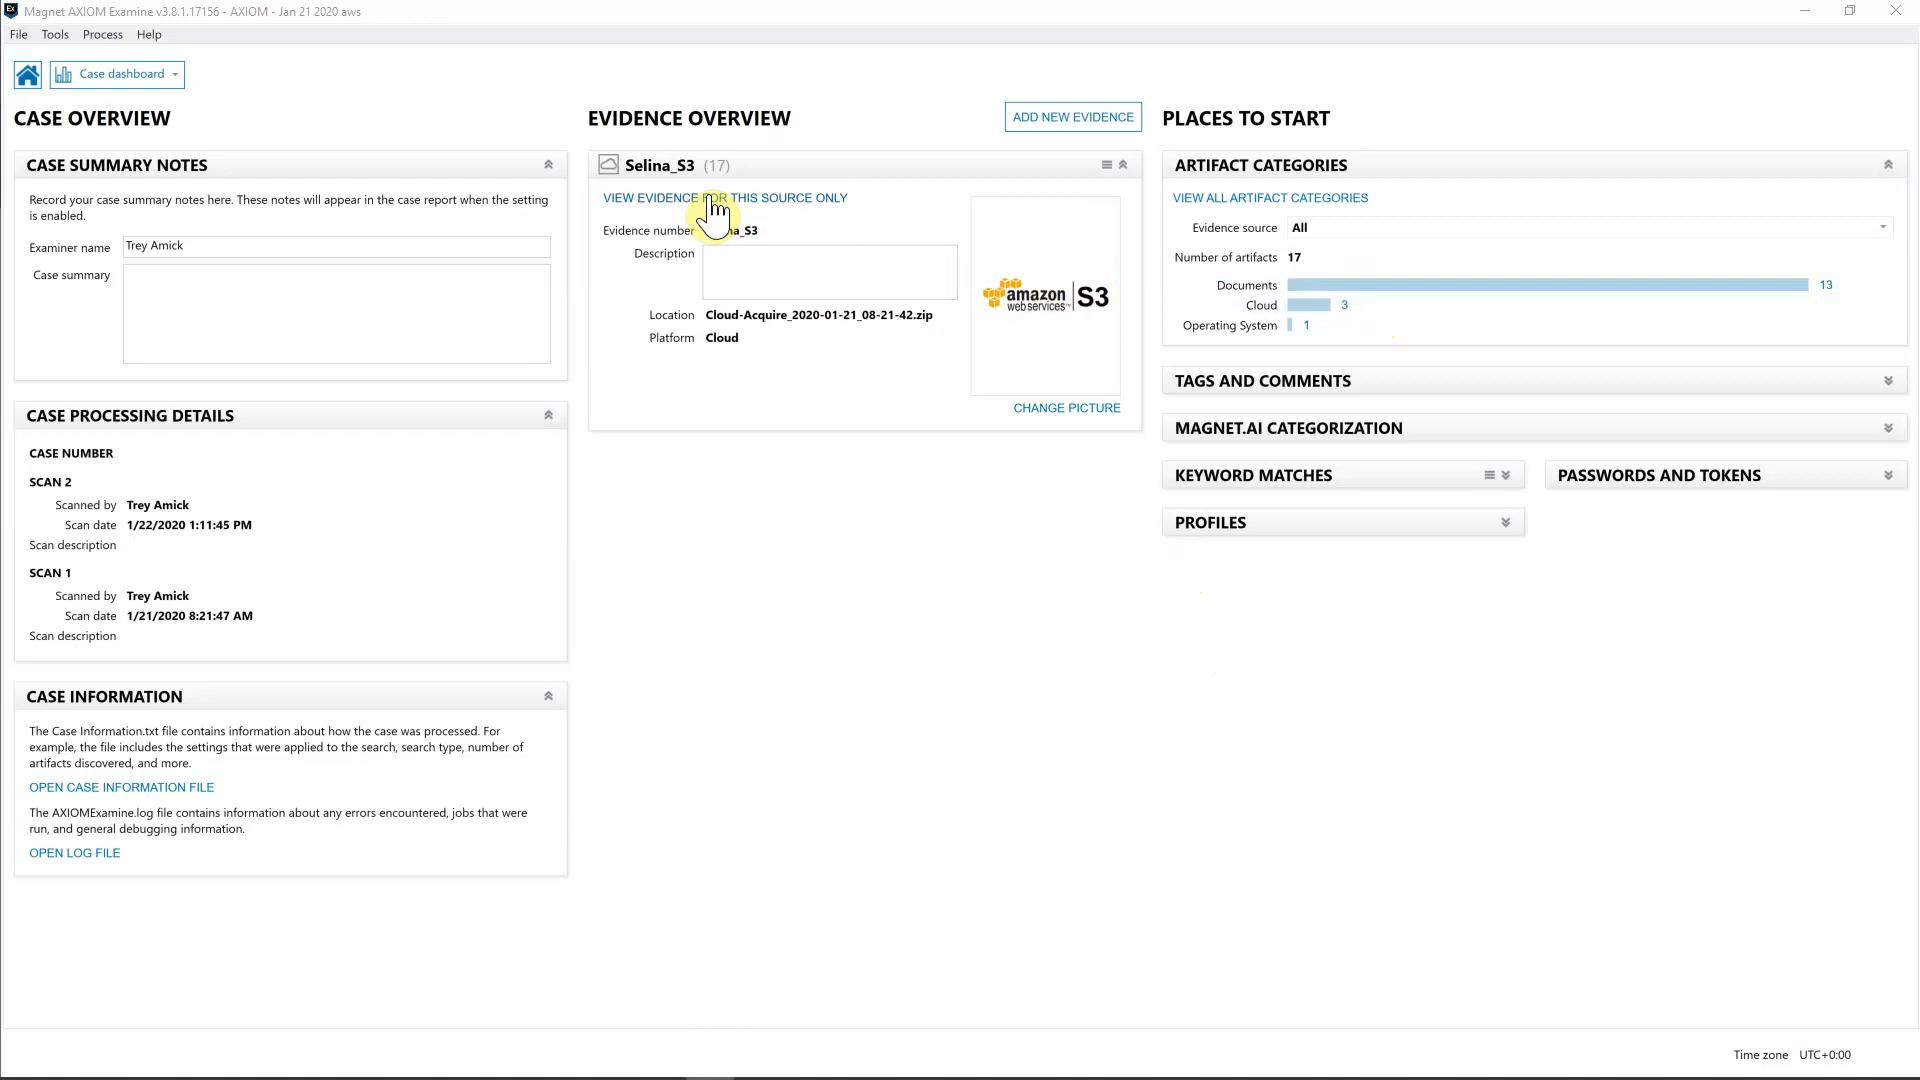 Magnet AXIOM Examine v3.8.1.17156 - AXIOM - Jan 21 2020 aws
File Tools Process Help
Case dashboard
CASE OVERVIEW
CASE SUMMARY NOTES
Record your case summary notes here. These notes will appear in the case report when the setting
is enabled.
Examiner name Trey Amick
Case summary
CASE PROCESSING DETAILS
CASE NUMBER
SCAN 2
Scanned by Trey Amick
Scan date 1/22/2020 1:11:45 PM
Scan description
SCAN 1
Scanned by Trey Amick
Scan date 1/21/2020 8:21:47 AM
Scan description
CASE INFORMATION
The Case Information.txt file contains information about how the case was processed. For
example, the file includes the settings that were applied to the search, search type, number of
artifacts discovered, and more.
OPEN CASE INFORMATION FILE
The AXIOMExamine.log file contains information about any errors encountered, jobs that were
run, and general debugging information.
OPEN LOG FILE
EVIDENCE OVERVIEW
ADD NEW EVIDENCE
Selina_S3 (17)
VIEW EVIDENCE FOR THIS SOURCE ONLY
Evidence number
Description
Location Cloud-Acquire_2020-01-21_08-21-42.zip
Platform Cloud
amazon
webservices™ S3
CHANGE PICTURE
PLACES TO START
ARTIFACT CATEGORIES
VIEW ALL ARTIFACT CATEGORIES
Evidence source All
Number of artifacts 17
Documents 13
Cloud 3
Operating System 1
TAGS AND COMMENTS
MAGNET.AI CATEGORIZATION
KEYWORD MATCHES
PASSWORDS AND TOKENS
PROFILES
Time zone UTC+0:00